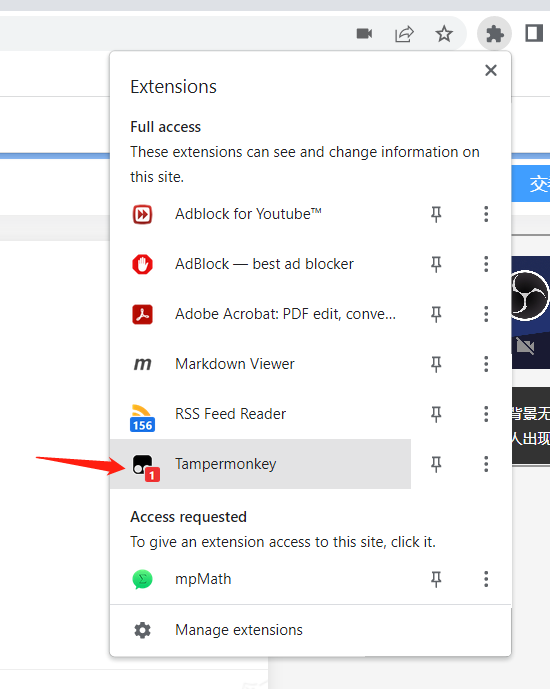 Extensions
Full access
These extensions can see and change information on
this site.
Adblock for Youtube™
AdBlock — best ad blocker
Adobe Acrobat: PDF edit, conve...
m Markdown Viewer
RSS Feed Reader
156
Tampermonkey
1
Access requested
To give an extension access to this site, click it.
mpMath
Manage extensions
交
背景无
人出现